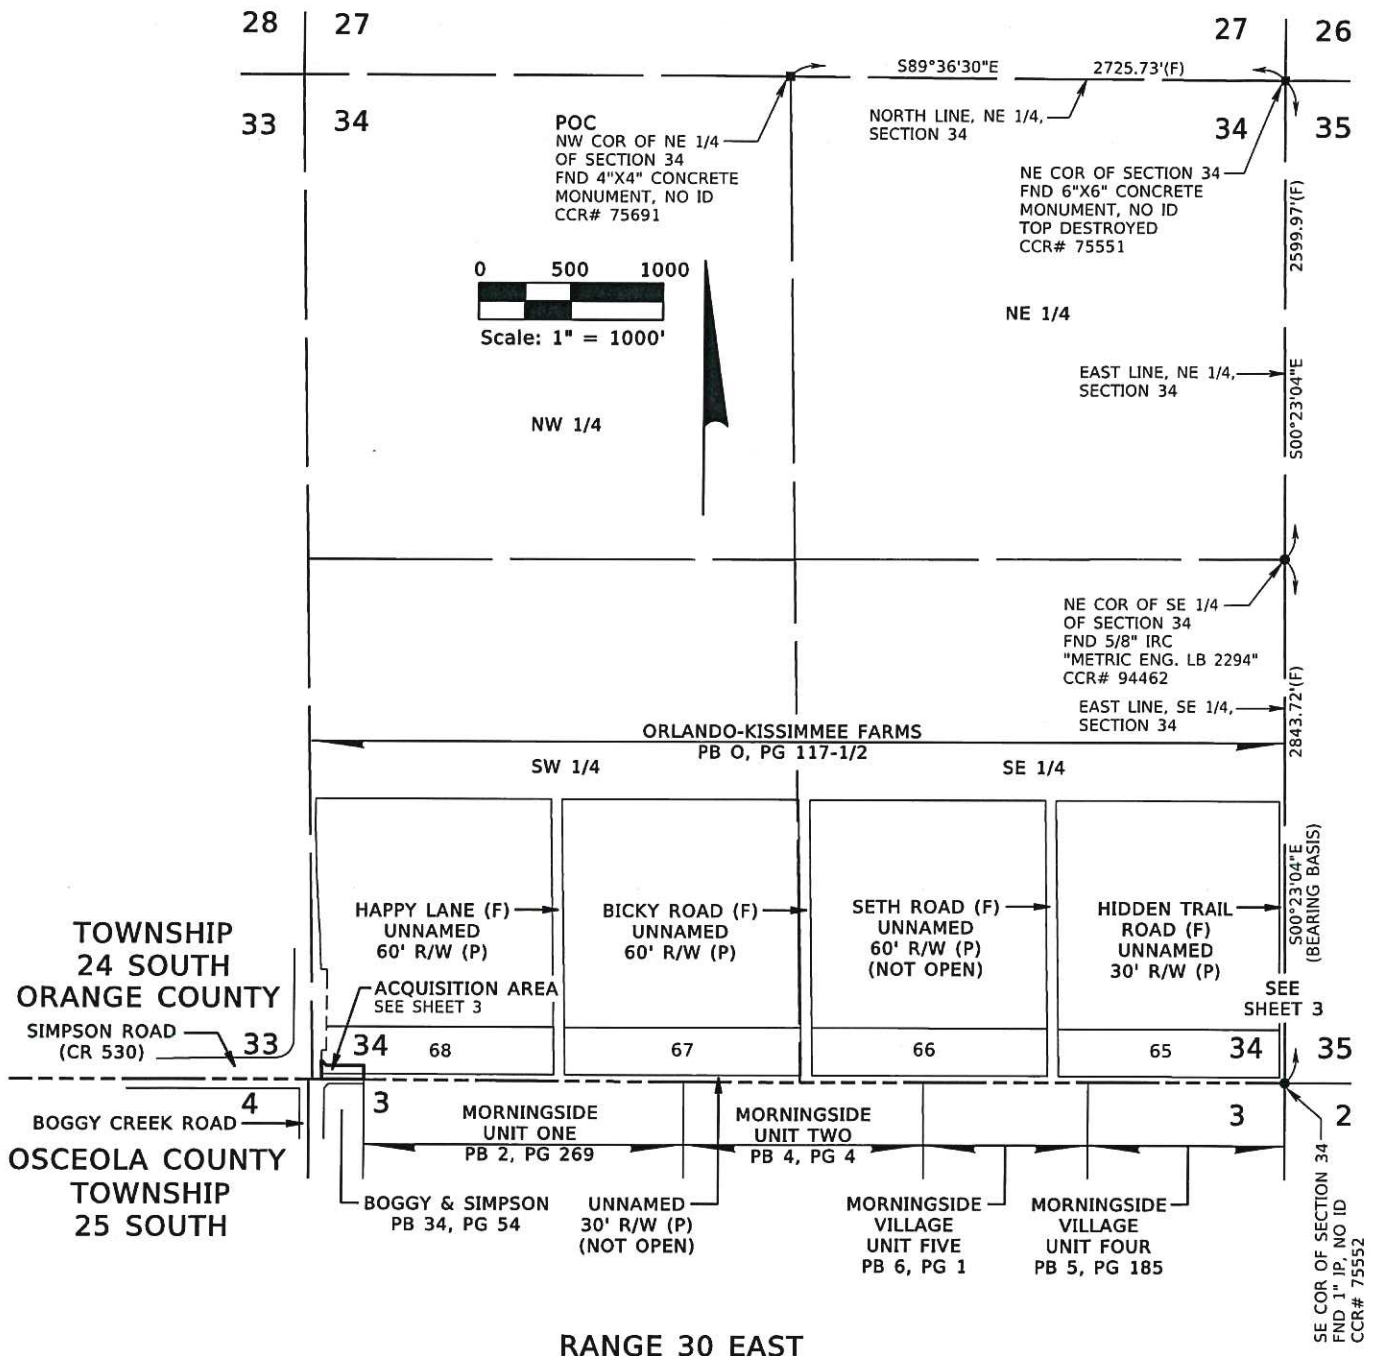 28 27
27 26
33 34
34 35
S89°36'30"E 2725.73'(F)
POC
NW COR OF NE 1/4
OF SECTION 34
FND 4"X4" CONCRETE
MONUMENT, NO ID
CCR# 75691
NORTH LINE, NE 1/4,
SECTION 34
NE COR OF SECTION 34
FND 6"X6" CONCRETE
MONUMENT, NO ID
TOP DESTROYED
CCR# 75551
2599.97'(F)
S00°23'04"E
0 500 1000
Scale: 1" = 1000'
NE 1/4
EAST LINE, NE 1/4,
SECTION 34
NW 1/4
NE COR OF SE 1/4
OF SECTION 34
FND 5/8" IRC
"METRIC ENG. LB 2294"
CCR# 94462
EAST LINE, SE 1/4,
SECTION 34
2843.72'(F)
S00°23'04"E
(BEARING BASIS)
ORLANDO-KISSIMMEE FARMS
PB O, PG 117-1/2
SW 1/4
SE 1/4
HAPPY LANE (F)
UNNAMED
60' R/W (P)
BICKY ROAD (F)
UNNAMED
60' R/W (P)
SETH ROAD (F)
UNNAMED
60' R/W (P)
(NOT OPEN)
HIDDEN TRAIL
ROAD (F)
UNNAMED
30' R/W (P)
SEE
SHEET 3
TOWNSHIP
24 SOUTH
ORANGE COUNTY
ACQUISITION AREA
SEE SHEET 3
SIMPSON ROAD
(CR 530)
33 34
68
67
66
65
34 35
4 3
3 2
BOGGY CREEK ROAD
OSCEOLA COUNTY
TOWNSHIP
25 SOUTH
MORNINGSIDE
UNIT ONE
PB 2, PG 269
MORNINGSIDE
UNIT TWO
PB 4, PG 4
BOGGY & SIMPSON
PB 34, PG 54
UNNAMED
30' R/W (P)
(NOT OPEN)
MORNINGSIDE
VILLAGE
UNIT FIVE
PB 6, PG 1
MORNINGSIDE
VILLAGE
UNIT FOUR
PB 5, PG 185
SE COR OF SECTION 34
FND 1" IP, NO ID
CCR# 75552
RANGE 30 EAST